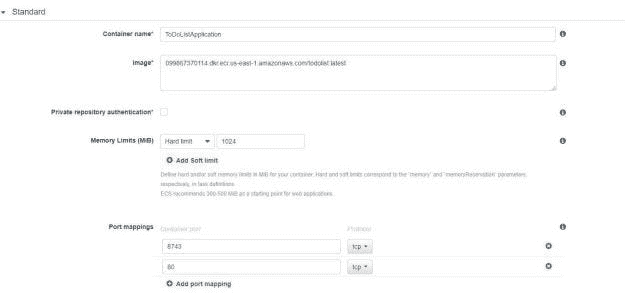 Standard
Container name* ToDoListApplication
Image* 099867370114.dkr.ecr.us-east-1.amazonaws.com/todolist:latest
Private repository authentication*
Memory Limits (MiB) Hard limit 1024
Add Soft limit
Define hard and/or soft memory limits in MiB for your container. Hard and soft limits correspond to the `memory` and `memoryReservation` parameters,
respectively, in task definitions.
ECS recommends 300-500 MiB as a starting point for web applications.
Port mappings Container port Protocol
8743 tcp
80 tcp
Add port mapping